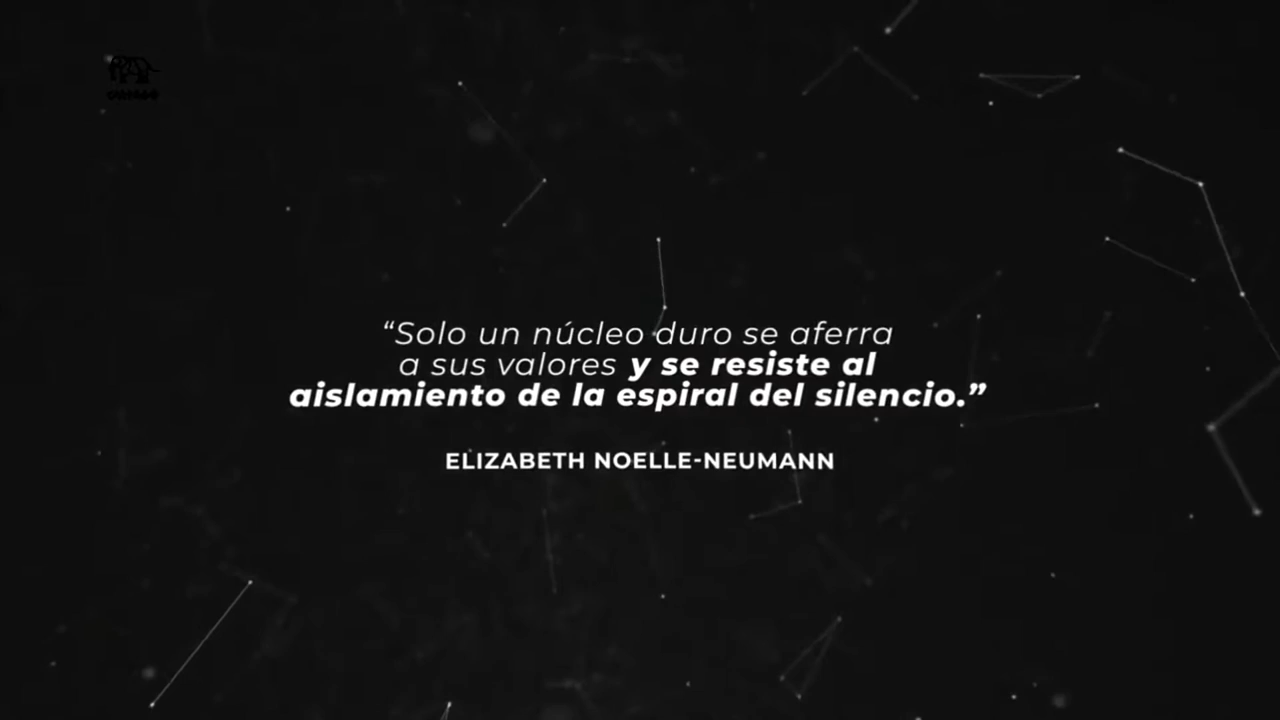 “Solo un núcleo duro se aferra
a sus valores y se resiste al
aislamiento de la espiral del silencio.”
ELIZABETH NOELLE-NEUMANN